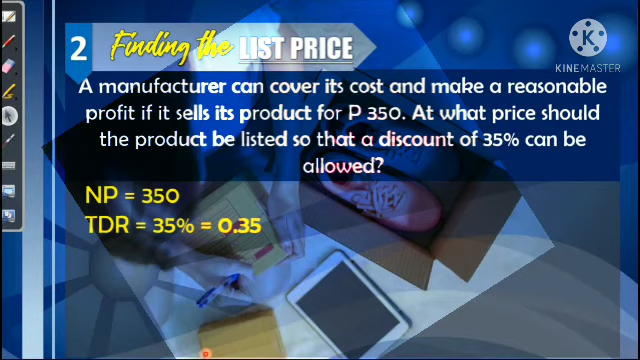 2 Finding the LIST PRICE
K
KINEMASTER
A manufacturer can cover its cost and make a reasonable
profit if it sells its product for P 350. At what price should
the product be listed so that a discount of 35% can be
allowed?
NP = 350
TDR = 35% = 0.35